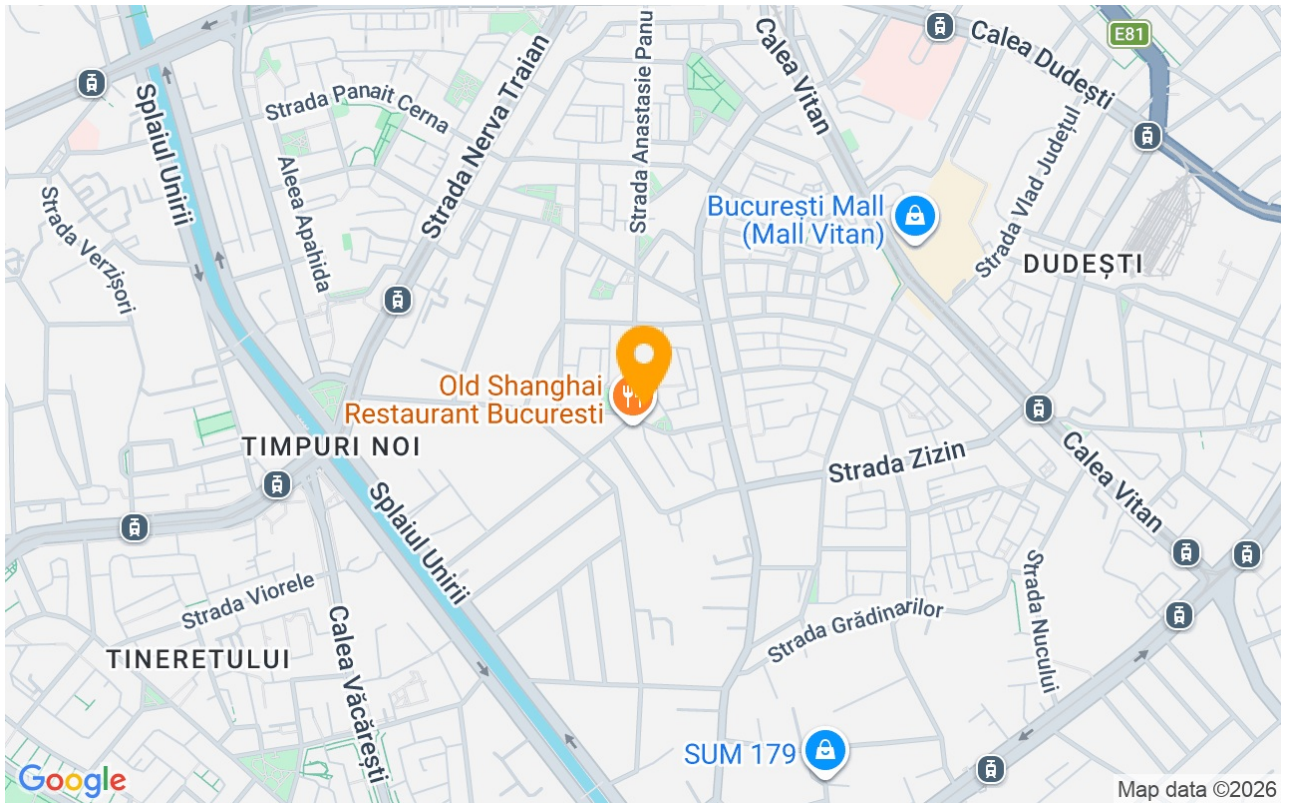 E81
Calea Vitan
Calea Dudești
Strada Anastasie Panu
Strada Nerva Traian
Strada Panait Cerna
Splaiul Unirii
Strada Vlad Județul
Aleea Apahida
Strada Verzișori
București Mall
(Mall Vitan)
DUDEȘTI
Old Shanghai
Restaurant Bucuresti
TIMPURI NOI
Strada Zizin
Calea Vitan
Splaiul Unirii
Strada Viorele
Strada Grădinarilor
Strada Nucului
TINERETULUI
Calea Văcărești
SUM 179
Google
Map data ©2026